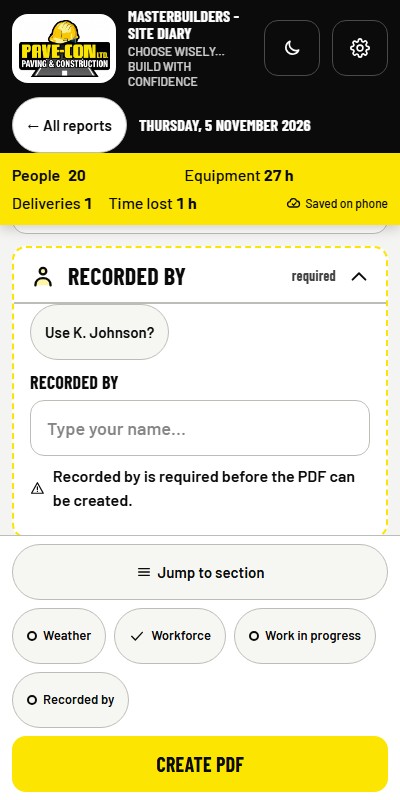 PAVE-CON LTD.
PAVING & CONSTRUCTION
MASTERBUILDERS -
SITE DIARY
CHOOSE WISELY...
BUILD WITH
CONFIDENCE
← All reports
THURSDAY, 5 NOVEMBER 2026
People 20
Equipment 27 h
Deliveries 1 Time lost 1 h
Saved on phone
RECORDED BY
required
Use K. Johnson?
RECORDED BY
Type your name...
Recorded by is required before the PDF can
be created.
Jump to section
Weather
Workforce
Work in progress
Recorded by
CREATE PDF